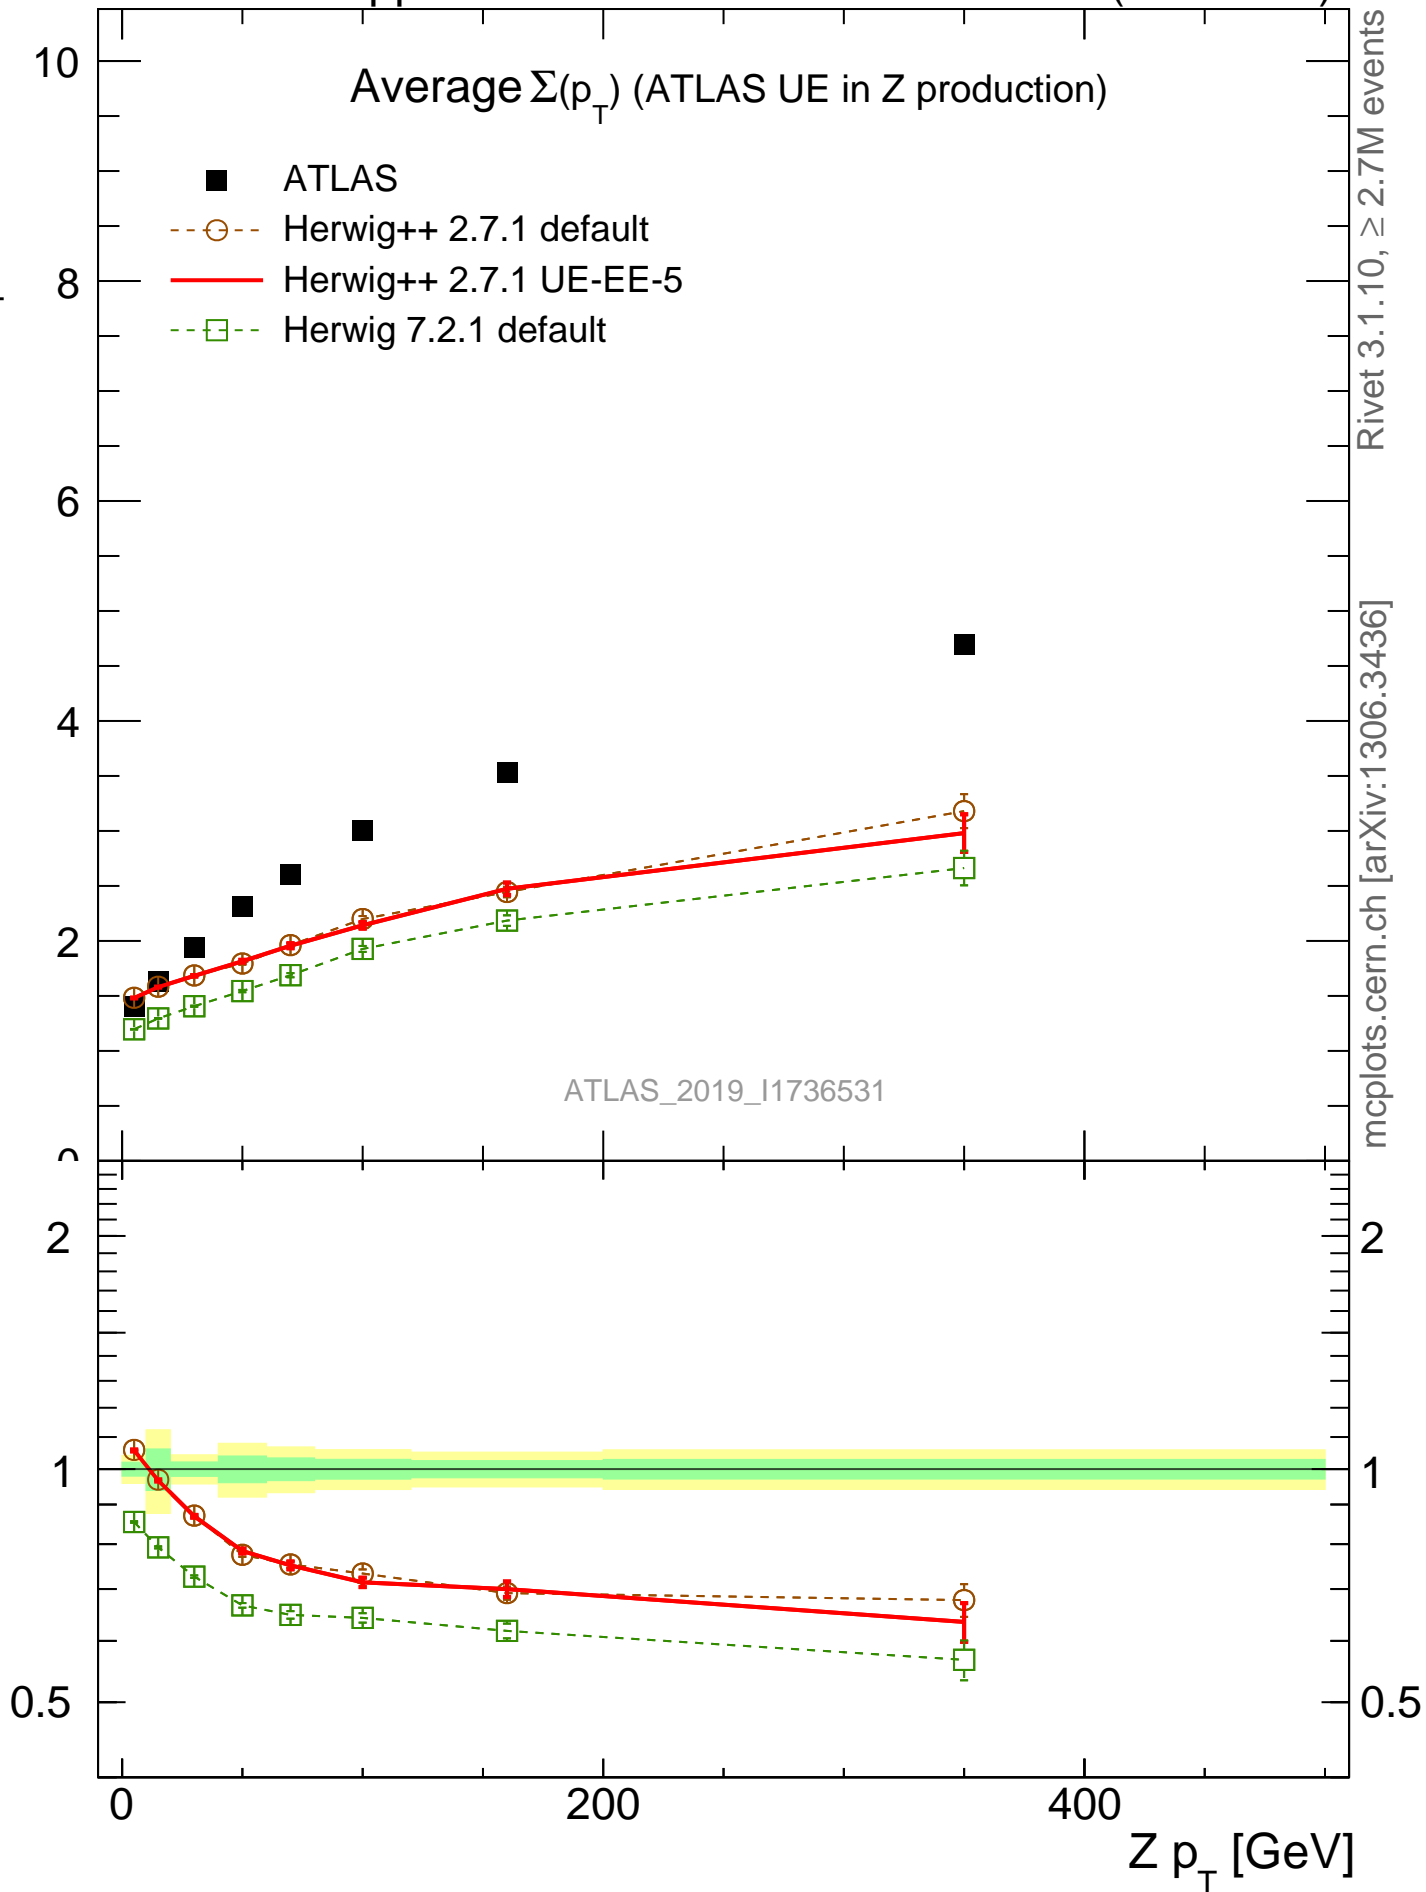 Average Σ(p_T) (ATLAS UE in Z production)
ATLAS
Herwig++ 2.7.1 default
Herwig++ 2.7.1 UE-EE-5
Herwig 7.2.1 default
10
8
6
4
2
0
ATLAS_2019_I1736531
2
1
0.5
2
1
0.5
0
200
400
Z p_T [GeV]
Rivet 3.1.10, ≥ 2.7M events
mcplots.cern.ch [arXiv:1306.3436]